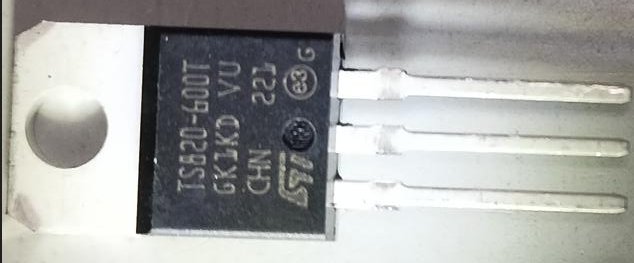 TS820-600T
GK1KD VU
CHN 221
ST
e3 G